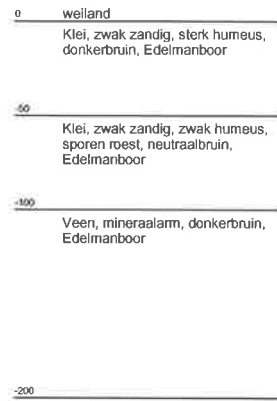 0 weiland
Klei, zwak zandig, sterk humeus,
donkerbruin, Edelmanboor
-50
Klei, zwak zandig, zwak humeus,
sporen roest, neutraalbruin,
Edelmanboor
-100
Veen, mineraalarm, donkerbruin,
Edelmanboor
-200